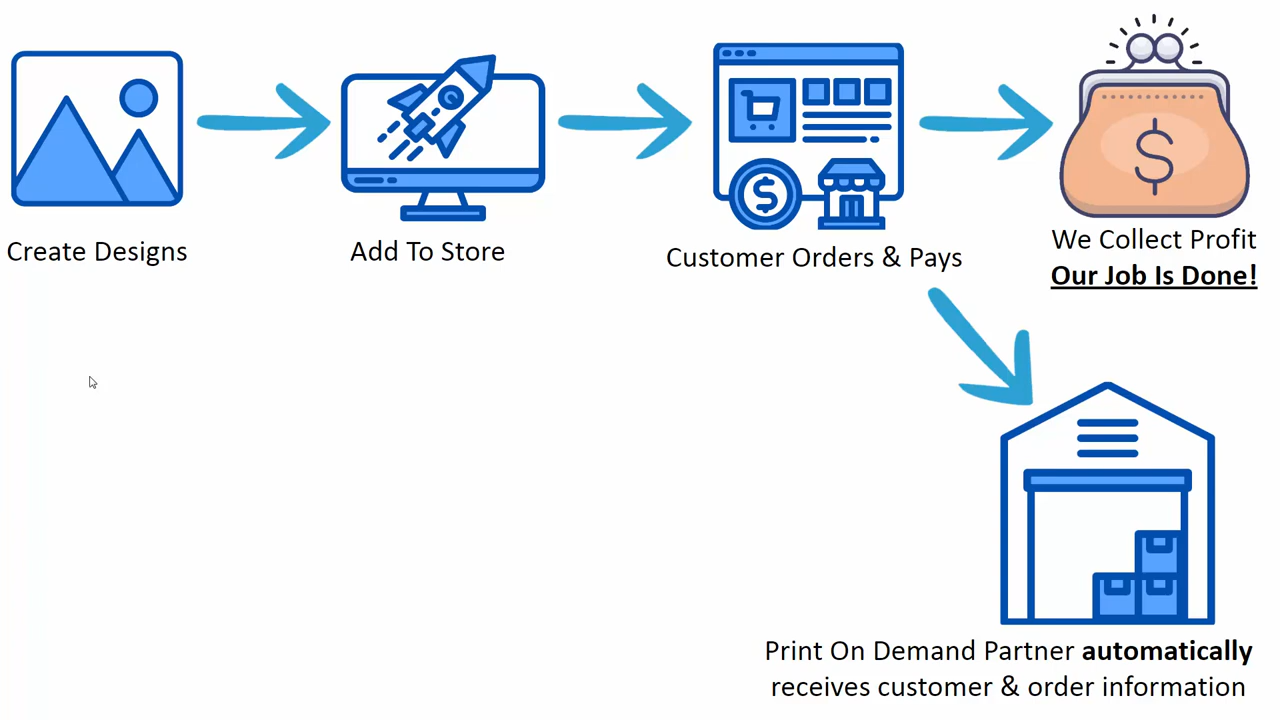 Create Designs
Add To Store
Customer Orders & Pays
We Collect Profit
Our Job Is Done!
Print On Demand Partner automatically
receives customer & order information